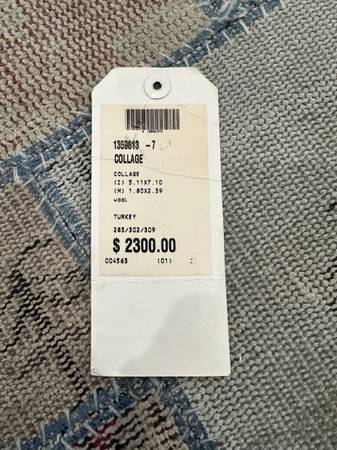 1359813 -7
COLLAGE
COLLAGE
(I) 5.11X7.10
(M) 1.80X2.39
WOOL
TURKEY
283/302/309
$ 2300.00
004563 (01)